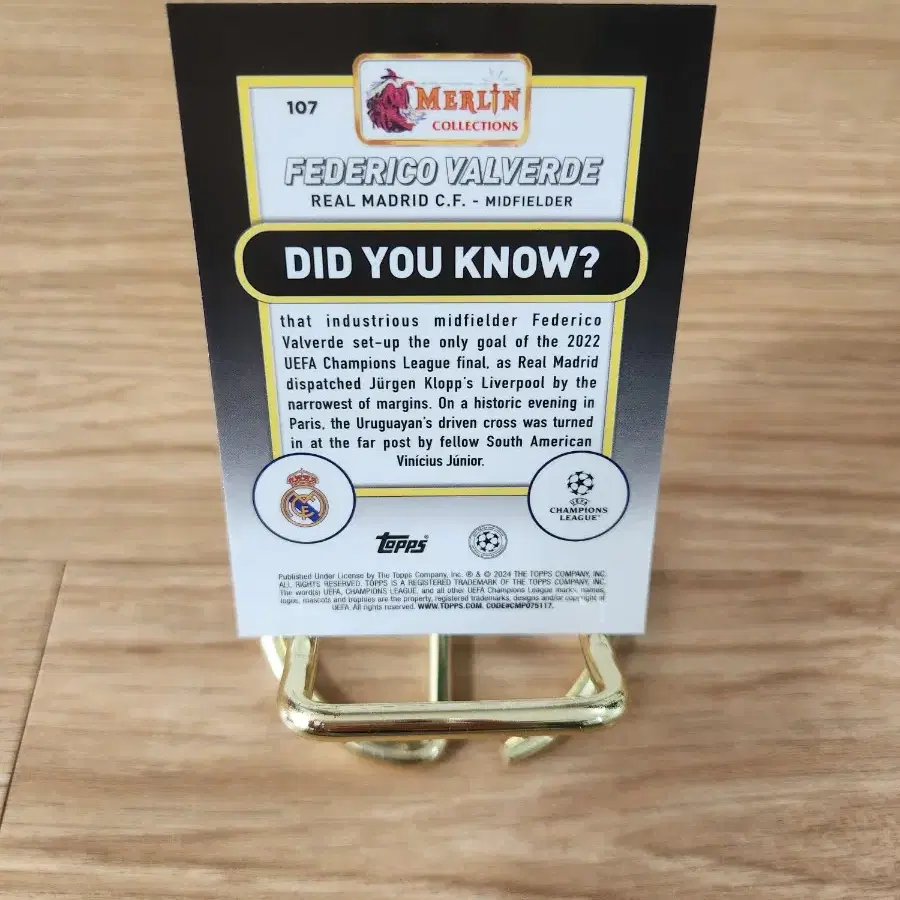 107
MERLIN
COLLECTIONS
FEDERICO VALVERDE
REAL MADRID C.F. - MIDFIELDER
DID YOU KNOW?
that industrious midfielder Federico
Valverde set-up the only goal of the 2022
UEFA Champions League final, as Real Madrid
dispatched Jürgen Klopp's Liverpool by the
narrowest of margins. On a historic evening in
Paris, the Uruguayan's driven cross was turned
in at the far post by fellow South American
Vinícius Júnior.
UEFA
CHAMPIONS
LEAGUE
topps
Published Under License by The Topps Company, Inc. ® & © 2024 THE TOPPS COMPANY, INC.
ALL RIGHTS RESERVED. TOPPS IS A REGISTERED TRADEMARK OF THE TOPPS COMPANY, INC.
The word(s) UEFA, CHAMPIONS LEAGUE, and all other UEFA Champions League marks, names,
logos, mascots and trophies are the property, registered trademarks, designs and/or copyright of
UEFA. All rights reserved. WWW.TOPPS.COM. CODE#CMP075117.